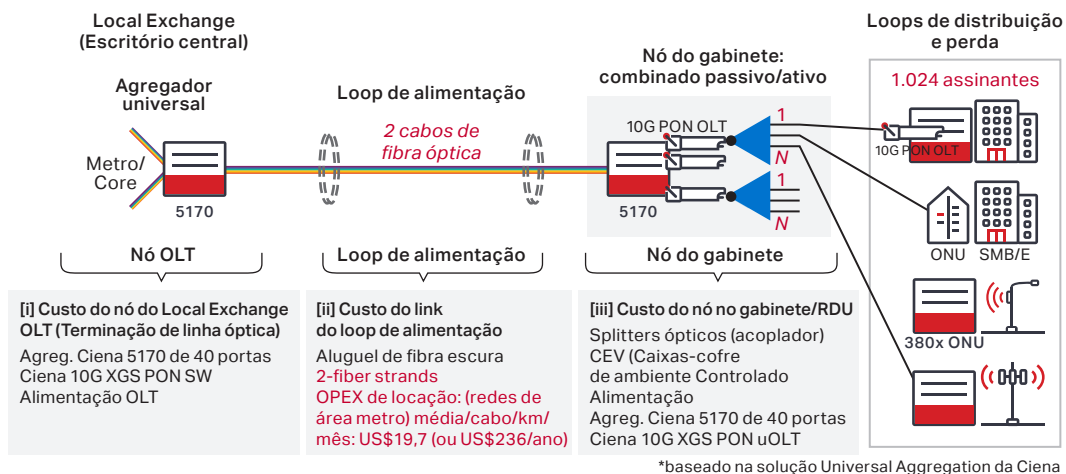 Local Exchange
(Escritório central)
Agregador
universal
Metro/
Core
5170
Nó OLT
Loop de alimentação
2 cabos de
fibra óptica
Loop de alimentação
Nó do gabinete:
combinado passivo/ativo
10G PON OLT
1
N
1
N
5170
Nó do gabinete
Loops de distribuição
e perda
1.024 assinantes
10G PON OLT
ONU
SMB/E
380x ONU
[i] Custo do nó do Local Exchange
OLT (Terminação de linha óptica)
Agreg. Ciena 5170 de 40 portas
Ciena 10G XGS PON SW
Alimentação OLT
[ii] Custo do link
do loop de alimentação
Aluguel de fibra escura
2-fiber strands
OPEX de locação: (redes de
área metro) média/cabo/km/
mês: US$19,7 (ou US$236/ano)
[iii] Custo do nó no gabinete/RDU
Splitters ópticos (acoplador)
CEV (Caixas-cofre
de ambiente Controlado
Alimentação
Agreg. Ciena 5170 de 40 portas
Ciena 10G XGS PON uOLT
*baseado na solução Universal Aggregation da Ciena